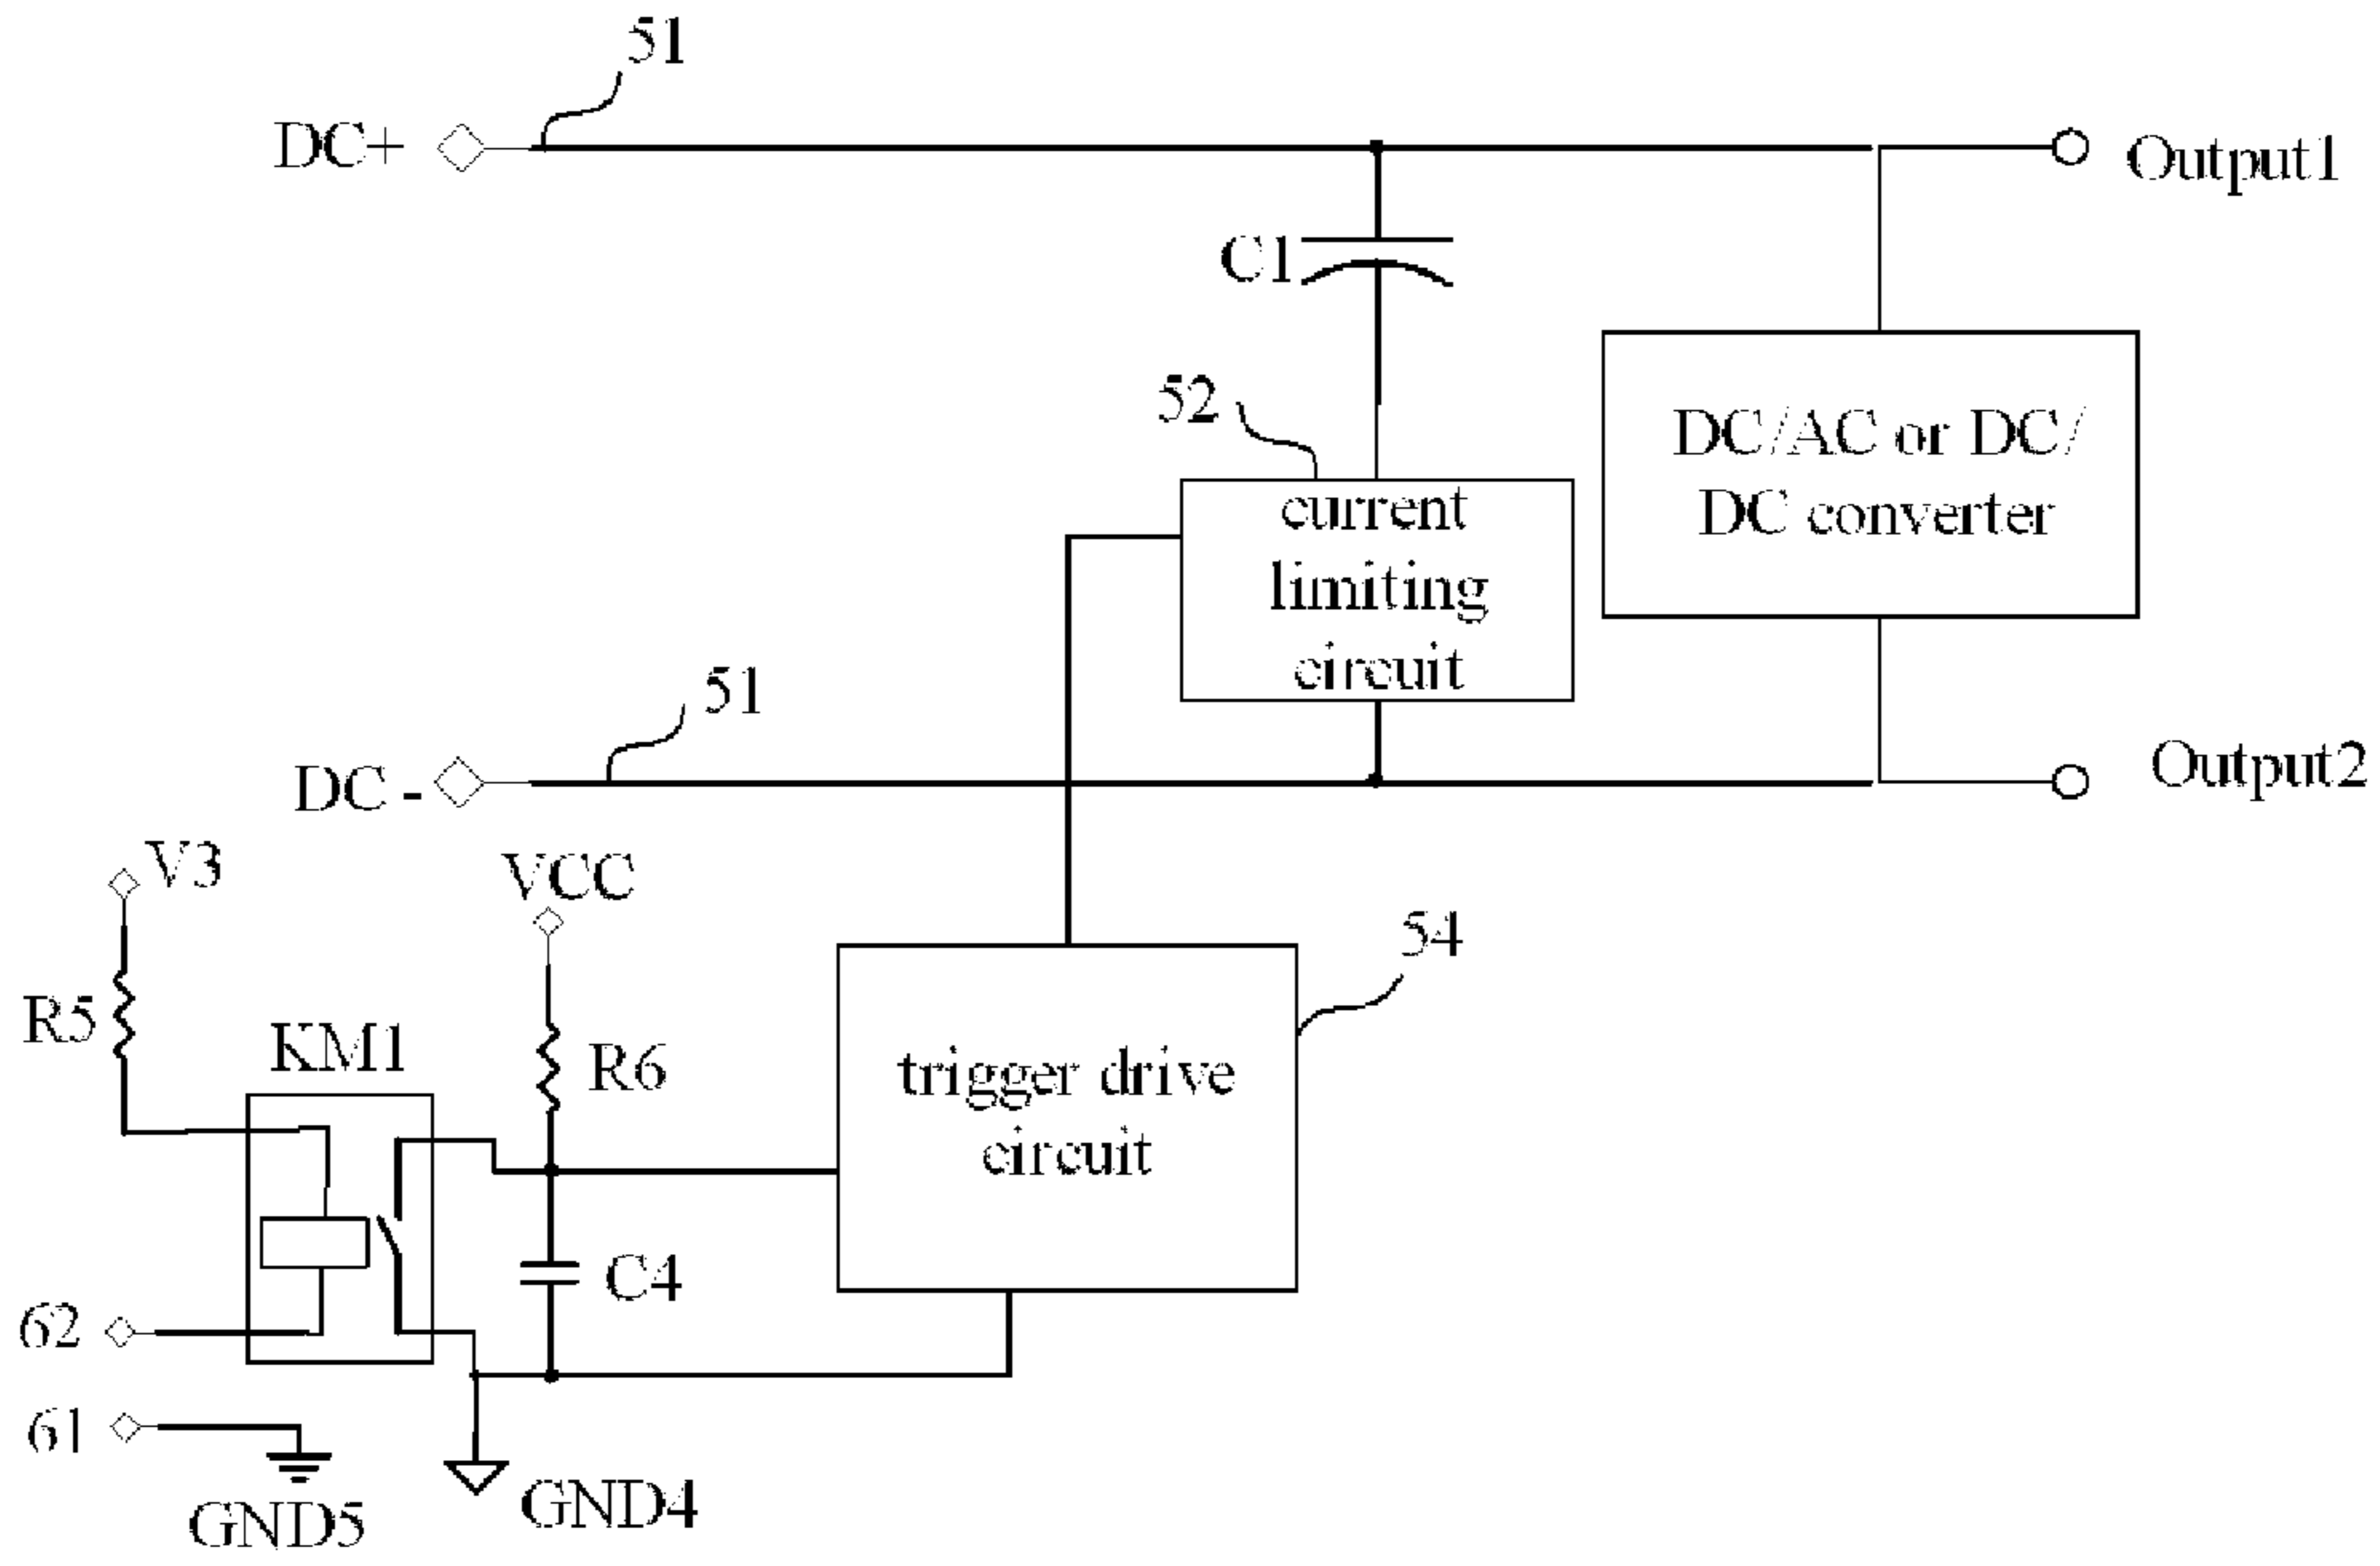 51
DC+
Output1
C1
52
DC/AC or DC/
DC converter
current
limiting
circuit
51
DC -
Output2
V3
VCC
54
R5
KM1
R6
trigger drive
circuit
C4
62
61
GND5
GND4